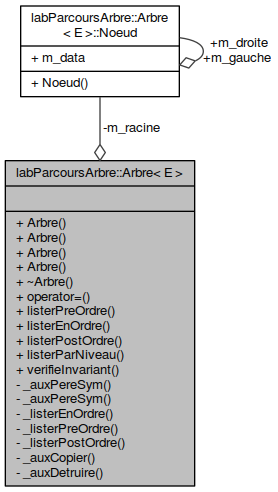 labParcoursArbre::Arbre
< E >::Noeud
+ m_data
+ Noeud()
+m_droite
+m_gauche
-m_racine
labParcoursArbre::Arbre< E >
+ Arbre()
+ Arbre()
+ Arbre()
+ Arbre()
+ ~Arbre()
+ operator=()
+ listerPreOrdre()
+ listerEnOrdre()
+ listerPostOrdre()
+ listerParNiveau()
+ verifieInvariant()
- _auxPereSym()
- _auxPereSym()
- _listerEnOrdre()
- _listerPreOrdre()
- _listerPostOrdre()
- _auxCopier()
- _auxDetruire()